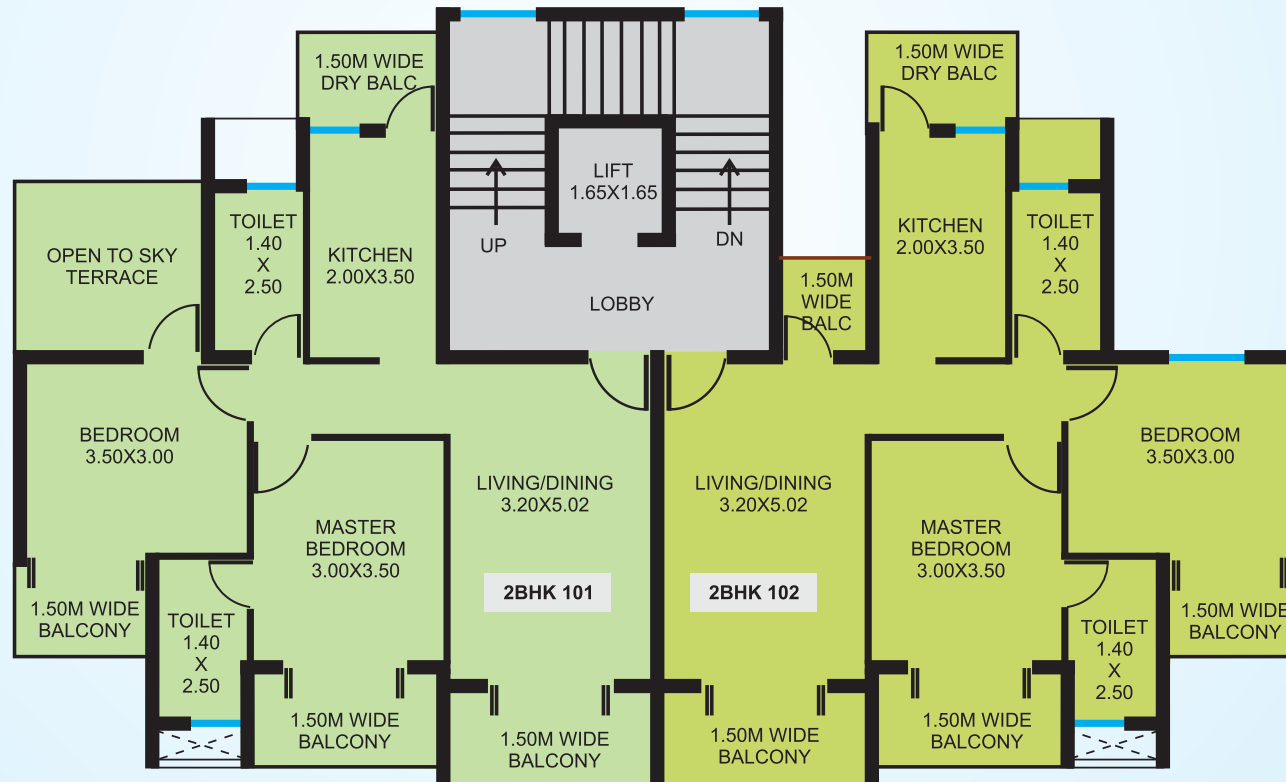 1.50M WIDE
DRY BALC
1.50M WIDE
DRY BALC
LIFT
1.65X1.65
UP
DN
LOBBY
OPEN TO SKY
TERRACE
TOILET
1.40
X
2.50
KITCHEN
2.00X3.50
1.50M
WIDE
BALC
KITCHEN
2.00X3.50
TOILET
1.40
X
2.50
BEDROOM
3.50X3.00
LIVING/DINING
3.20X5.02
LIVING/DINING
3.20X5.02
BEDROOM
3.50X3.00
MASTER
BEDROOM
3.00X3.50
2BHK 101
2BHK 102
MASTER
BEDROOM
3.00X3.50
1.50M WIDE
BALCONY
TOILET
1.40
X
2.50
TOILET
1.40
X
2.50
1.50M WIDE
BALCONY
1.50M WIDE
BALCONY
1.50M WIDE
BALCONY
1.50M WIDE
BALCONY
1.50M WIDE
BALCONY